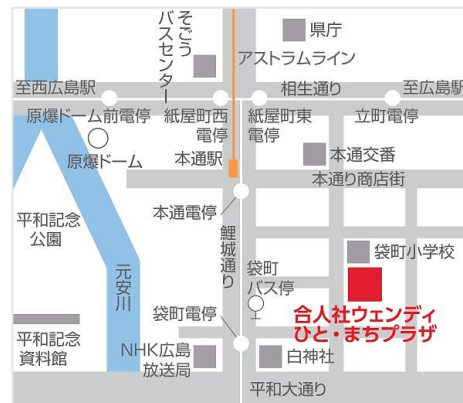 そごう
バスセンター
県庁
アストラムライン
至西広島駅
相生通り
至広島駅
原爆ドーム前電停
紙屋町西
電停
紙屋町東
電停
立町電停
原爆ドーム
本通駅
本通交番
本通り商店街
平和記念
公園
本通電停
鯉城通り
袋町
バス停
袋町小学校
元安川
合人社ウェンディ
ひと・まちプラザ
袋町電停
平和記念
資料館
NHK広島
放送局
白神社
平和大通り